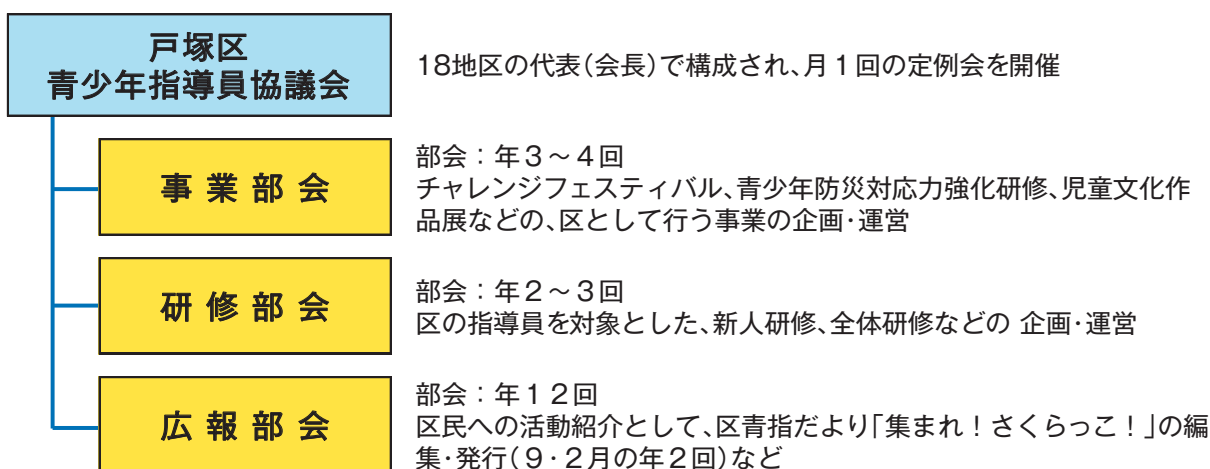 戸塚区
青少年指導員協議会
18地区の代表(会長)で構成され、月１回の定例会を開催
事業部会
部会：年３～４回
チャレンジフェスティバル、青少年防災対応力強化研修、児童文化作
品展などの、区として行う事業の企画・運営
研修部会
部会：年２～３回
区の指導員を対象とした、新人研修、全体研修などの 企画・運営
広報部会
部会：年１２回
区民への活動紹介として、区青指だより「集まれ！さくらっこ！」の編
集・発行(９・２月の年２回)など